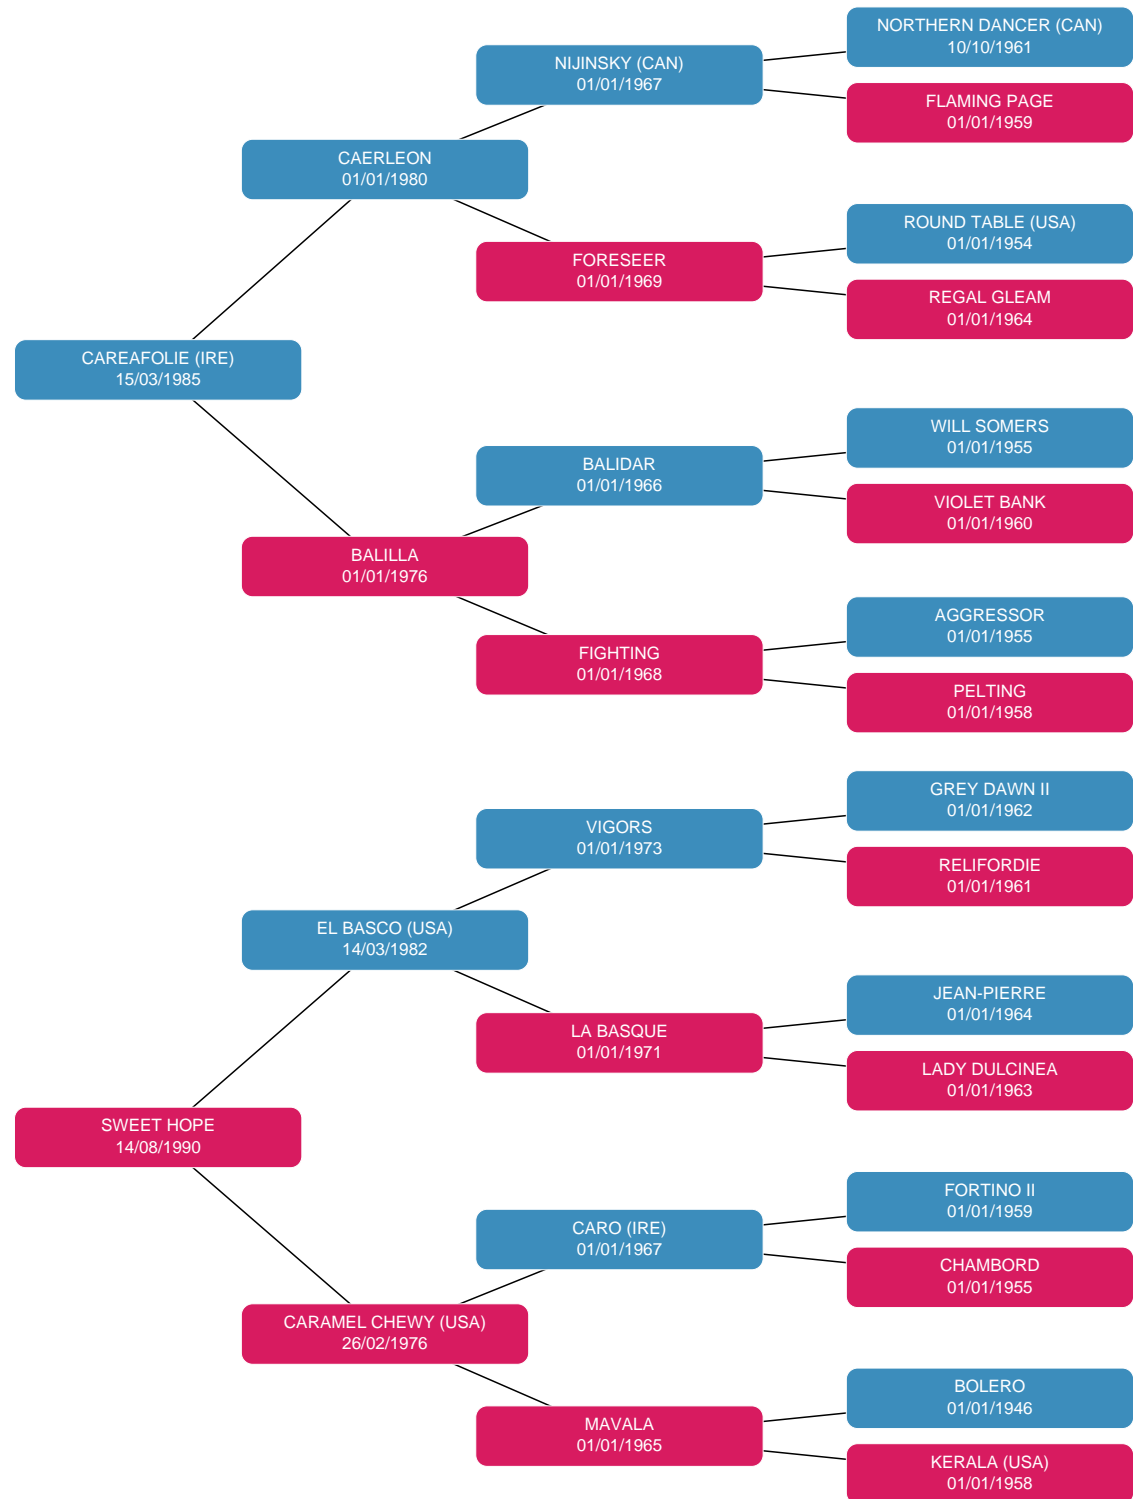 NORTHERN DANCER (CAN)
10/10/1961
NIJINSKY (CAN)
01/01/1967
FLAMING PAGE
01/01/1959
CAERLEON
01/01/1980
ROUND TABLE (USA)
01/01/1954
FORESEER
01/01/1969
REGAL GLEAM
01/01/1964
CAREAFOLIE (IRE)
15/03/1985
WILL SOMERS
01/01/1955
BALIDAR
01/01/1966
VIOLET BANK
01/01/1960
BALILLA
01/01/1976
AGGRESSOR
01/01/1955
FIGHTING
01/01/1968
PELTING
01/01/1958
GREY DAWN II
01/01/1962
VIGORS
01/01/1973
RELIFORDIE
01/01/1961
EL BASCO (USA)
14/03/1982
JEAN-PIERRE
01/01/1964
LA BASQUE
01/01/1971
LADY DULCINEA
01/01/1963
SWEET HOPE
14/08/1990
FORTINO II
01/01/1959
CARO (IRE)
01/01/1967
CHAMBORD
01/01/1955
CARAMEL CHEWY (USA)
26/02/1976
BOLERO
01/01/1946
MAVALA
01/01/1965
KERALA (USA)
01/01/1958